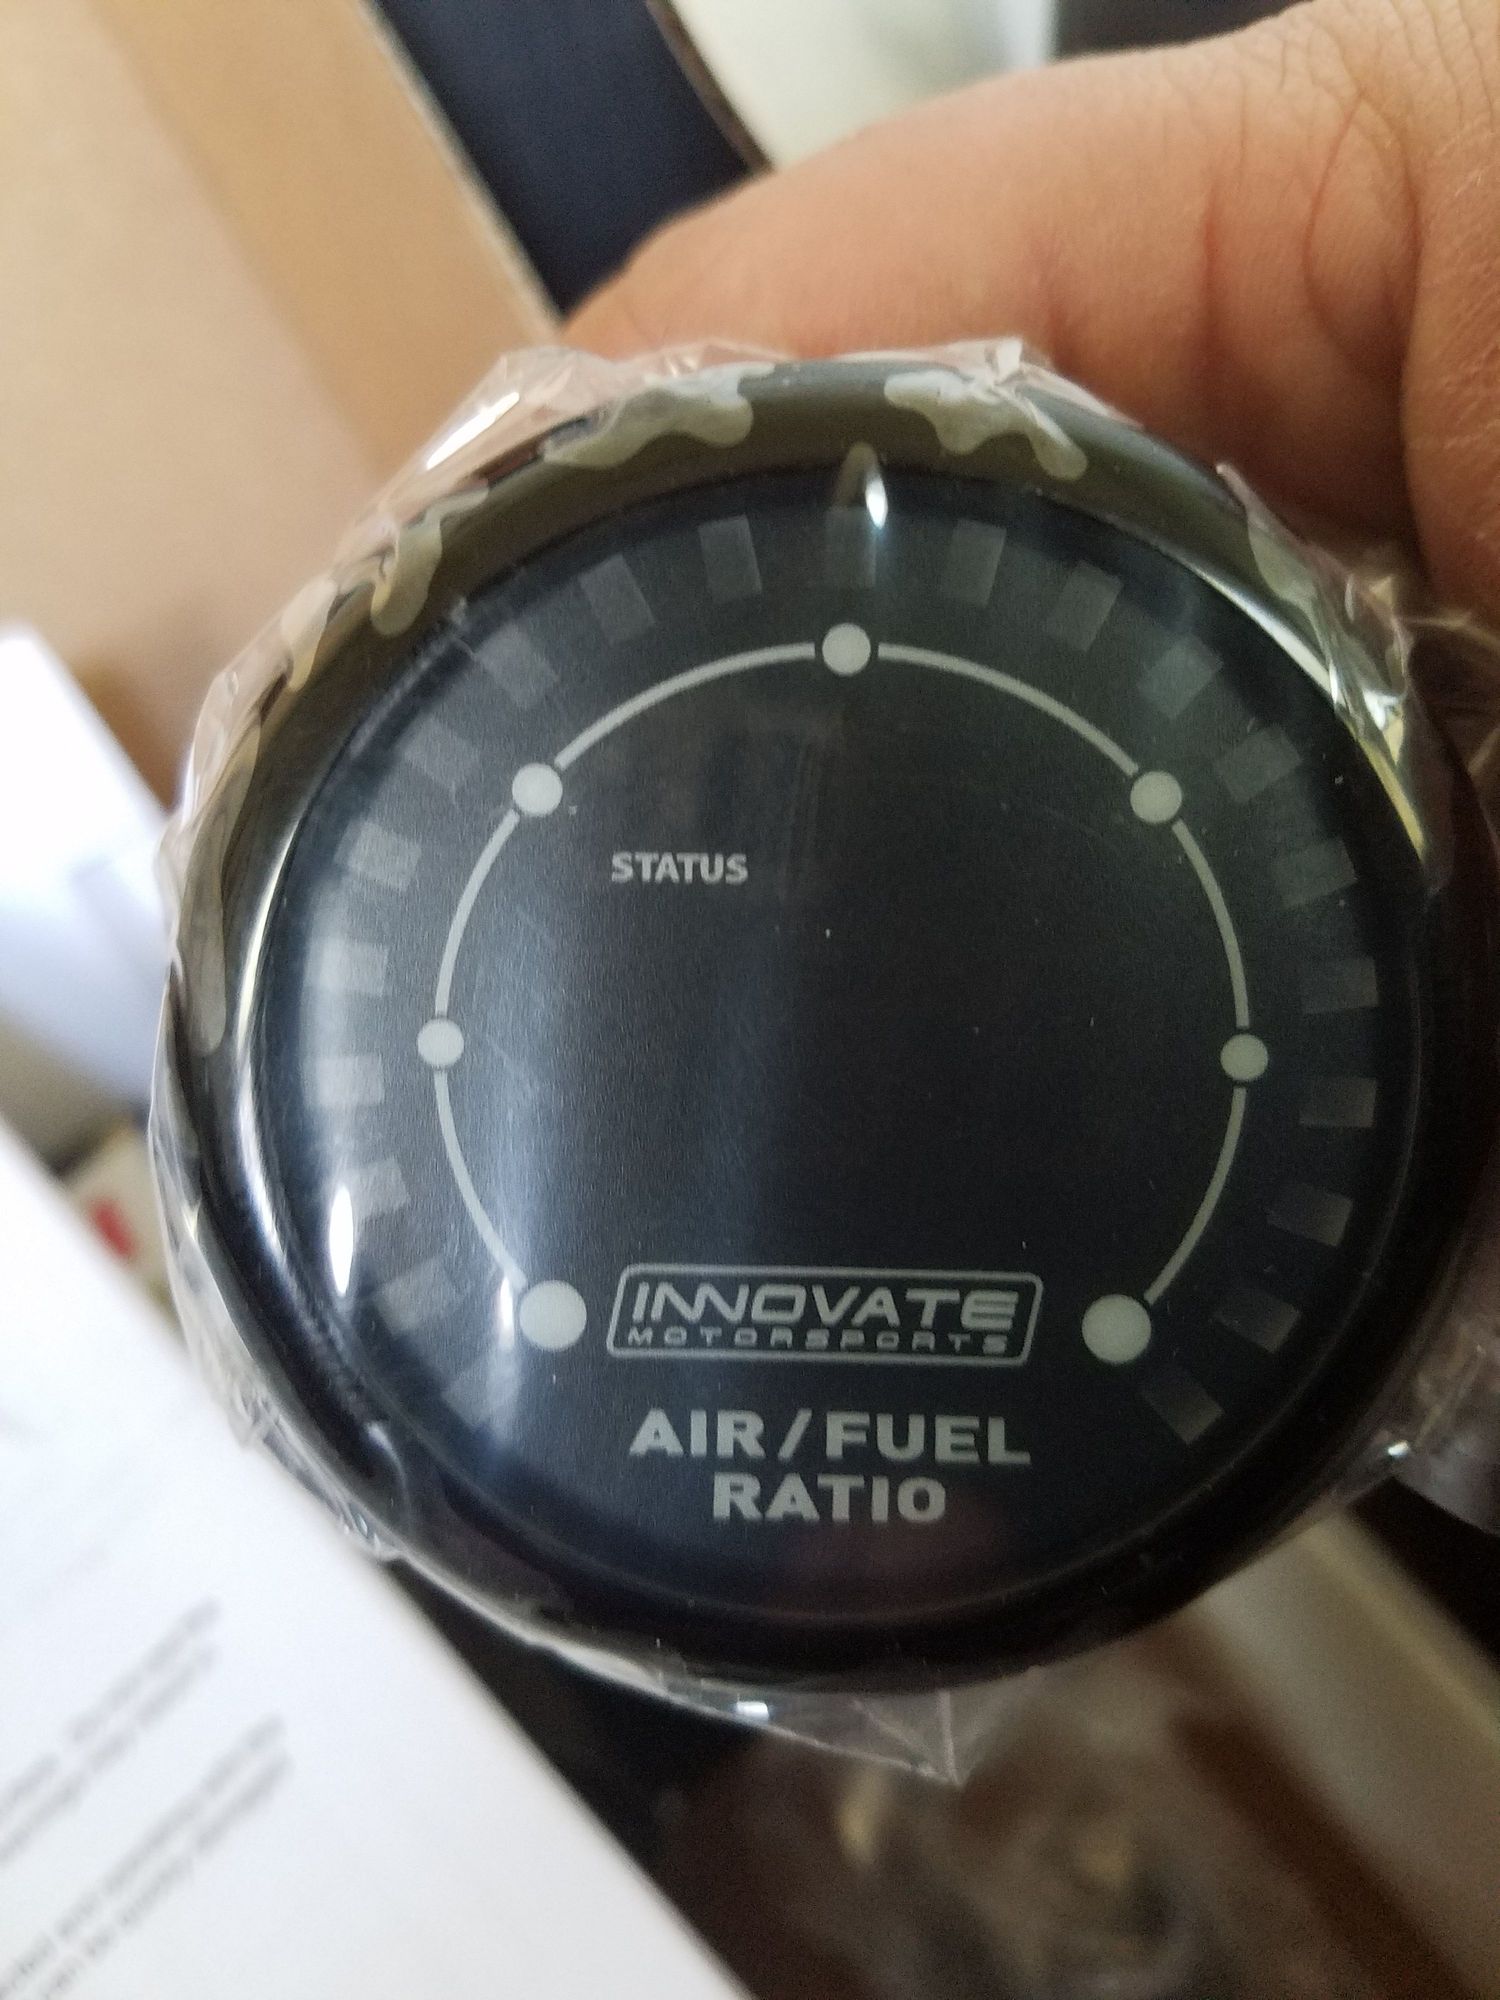 STATUS
INNOVATE
MOTORSPORTS
AIR/FUEL
RATIO